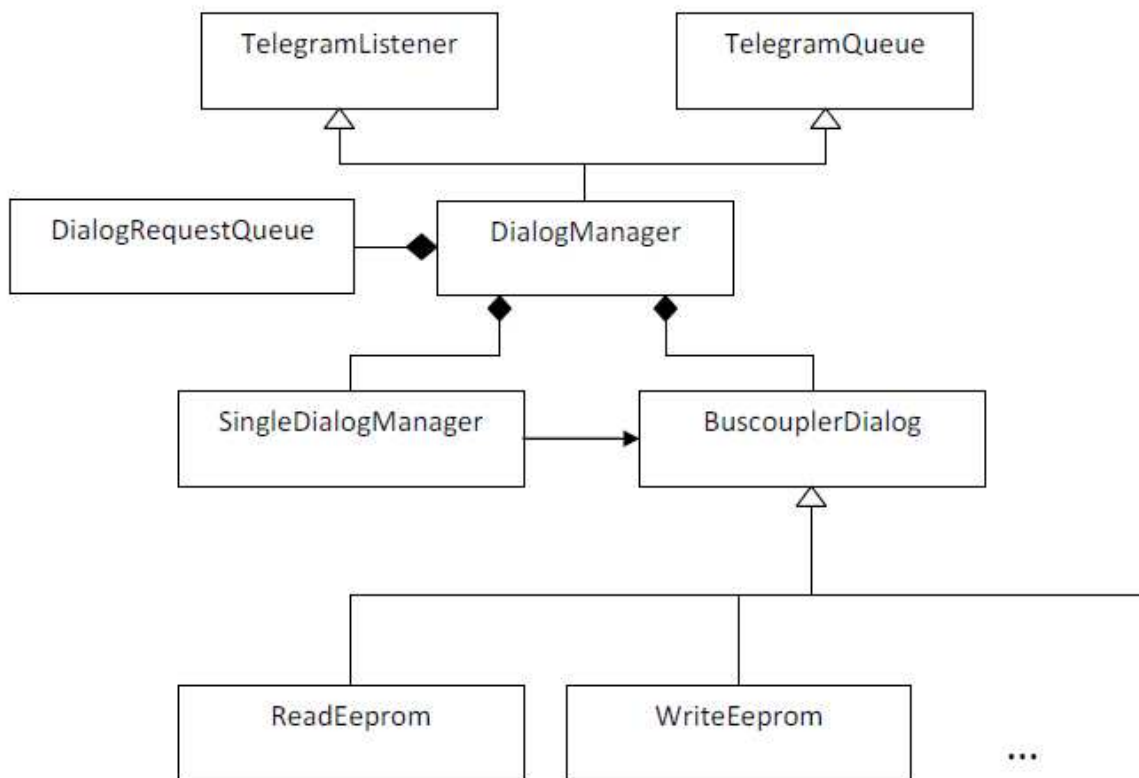 TelegramListener
TelegramQueue
DialogRequestQueue
DialogManager
SingleDialogManager
BuscouplerDialog
ReadEeprom
WriteEeprom
...